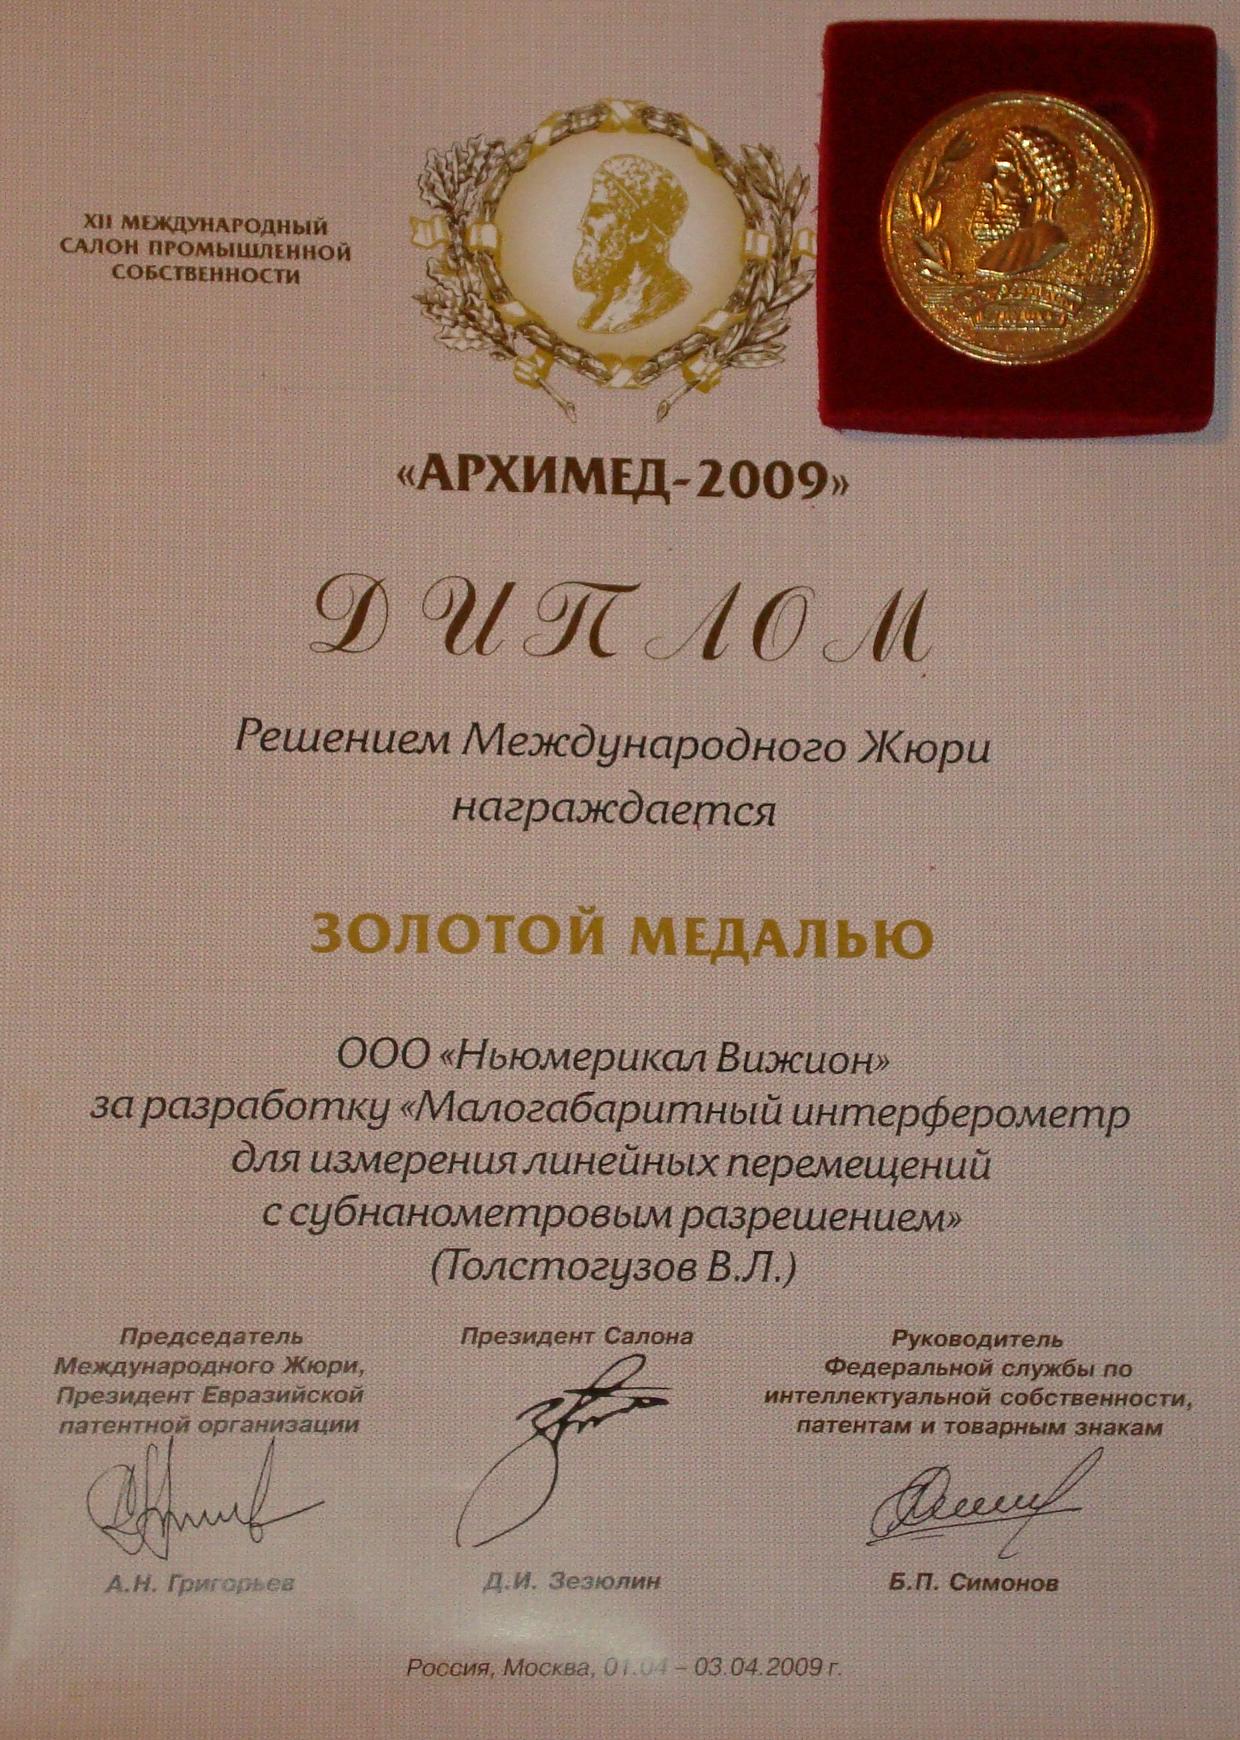 XII МЕЖДУНАРОДНЫЙ
САЛОН ПРОМЫШЛЕННОЙ
СОБСТВЕННОСТИ
«АРХИМЕД-2009»
ДИПЛОМ
Решением Международного Жюри
награждается
ЗОЛОТОЙ МЕДАЛЬЮ
ООО «Ньюмерикал Вижион»
за разработку «Малогабаритный интерферометр
для измерения линейных перемещений
с субнанометровым разрешением»
(Толстогузов В.Л.)
Председатель
Международного Жюри,
Президент Евразийской
патентной организации
А.Н. Григорьев
Президент Салона
Д.И. Зезюлин
Руководитель
Федеральной службы по
интеллектуальной собственности,
патентам и товарным знакам
Б.П. Симонов
Россия, Москва, 01.04 – 03.04.2009 г.